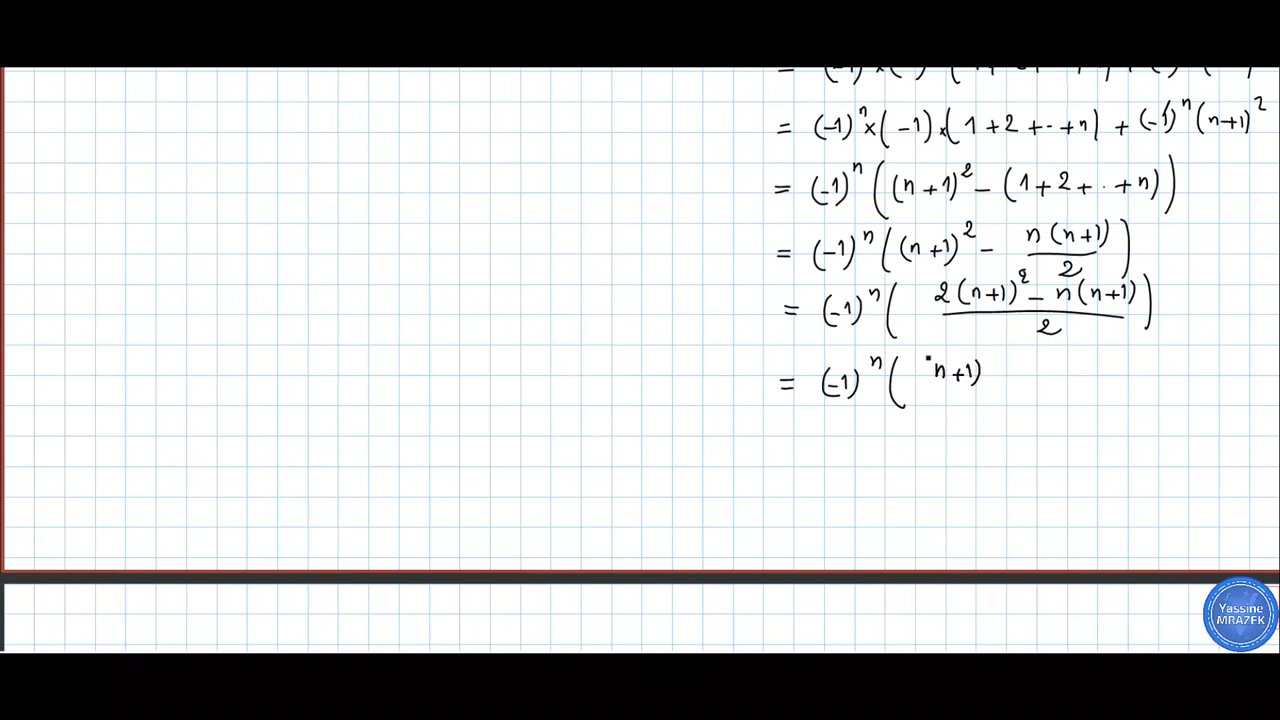 = (-1)ⁿ × (-1) × (1+2+..+n) + (-1)ⁿ (n+1)²
= (-1)ⁿ ((n+1)² - (1+2+..+n))
= (-1)ⁿ ((n+1)² - n(n+1)/2)
= (-1)ⁿ (2(n+1)² - n(n+1)/2)
= (-1)ⁿ ( n+1)
Yassine
MRAZEK